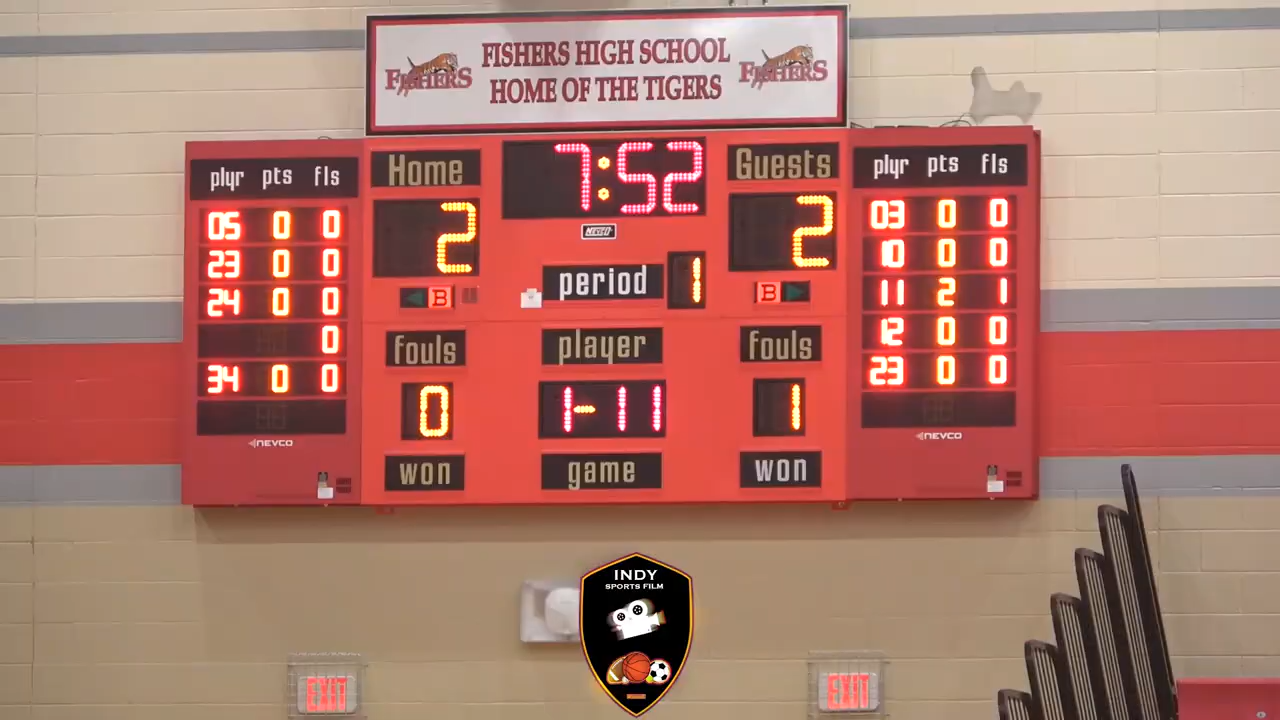 FISHERS HIGH SCHOOL
HOME OF THE TIGERS
FISHERS
FISHERS
plyr pts fls
05 0 0
23 0 0
24 0 0
0
34 0 0
NEVCO
Home
2
B
fouls
0
won
7:52
NEVCO
period 1
player
1-11
game
Guests
2
B
fouls
1
won
plyr pts fls
03 0 0
10 0 0
11 2 1
12 0 0
23 0 0
NEVCO
INDY
SPORTS FILM
EXIT
EXIT